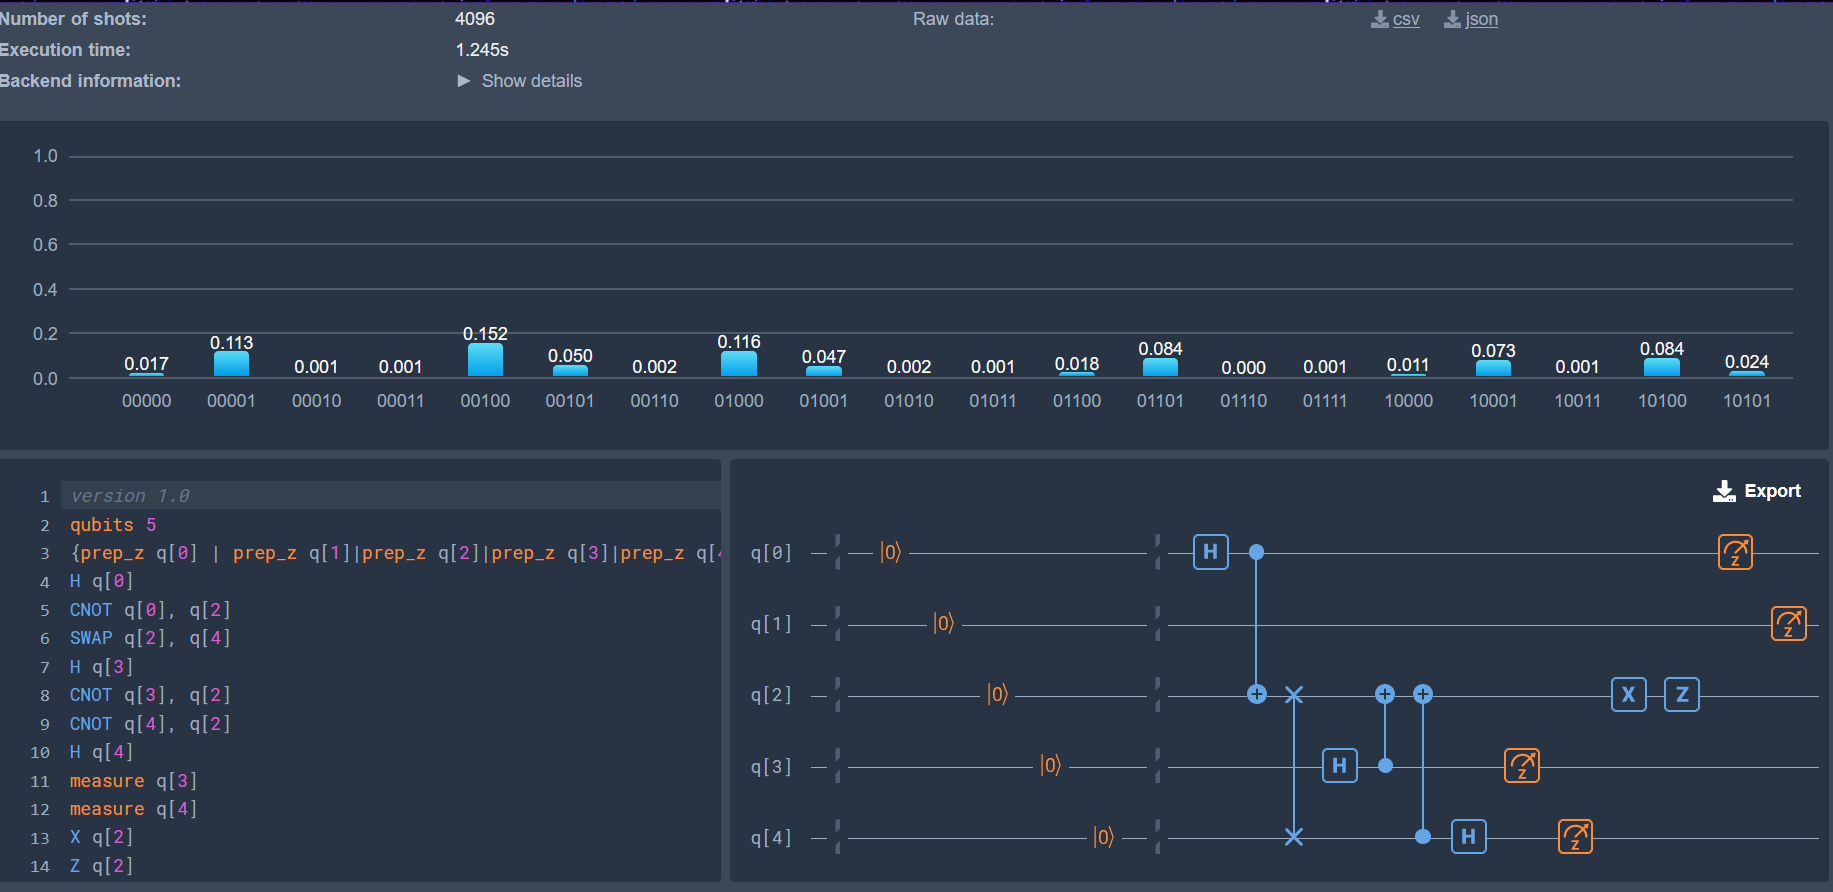 Number of shots: 4096 Raw data: csv json
Execution time: 1.245s
Backend information: ▶ Show details
1.0
0.8
0.6
0.4
0.2
0.0
0.017 0.113 0.001 0.001 0.152 0.050 0.002 0.116 0.047 0.002 0.001 0.018 0.084 0.000 0.001 0.011 0.073 0.001 0.084 0.024
00000 00001 00010 00011 00100 00101 00110 01000 01001 01010 01011 01100 01101 01110 01111 10000 10001 10011 10100 10101
1 version 1.0
2 qubits 5
3 {prep_z q[0] | prep_z q[1]|prep_z q[2]|prep_z q[3]|prep_z q[
4 H q[0]
5 CNOT q[0], q[2]
6 SWAP q[2], q[4]
7 H q[3]
8 CNOT q[3], q[2]
9 CNOT q[4], q[2]
10 H q[4]
11 measure q[3]
12 measure q[4]
13 X q[2]
14 Z q[2]
Export
q[0] |0⟩ H Z
q[1] |0⟩ Z
q[2] |0⟩ X Z
q[3] |0⟩ H Z
q[4] |0⟩ H Z